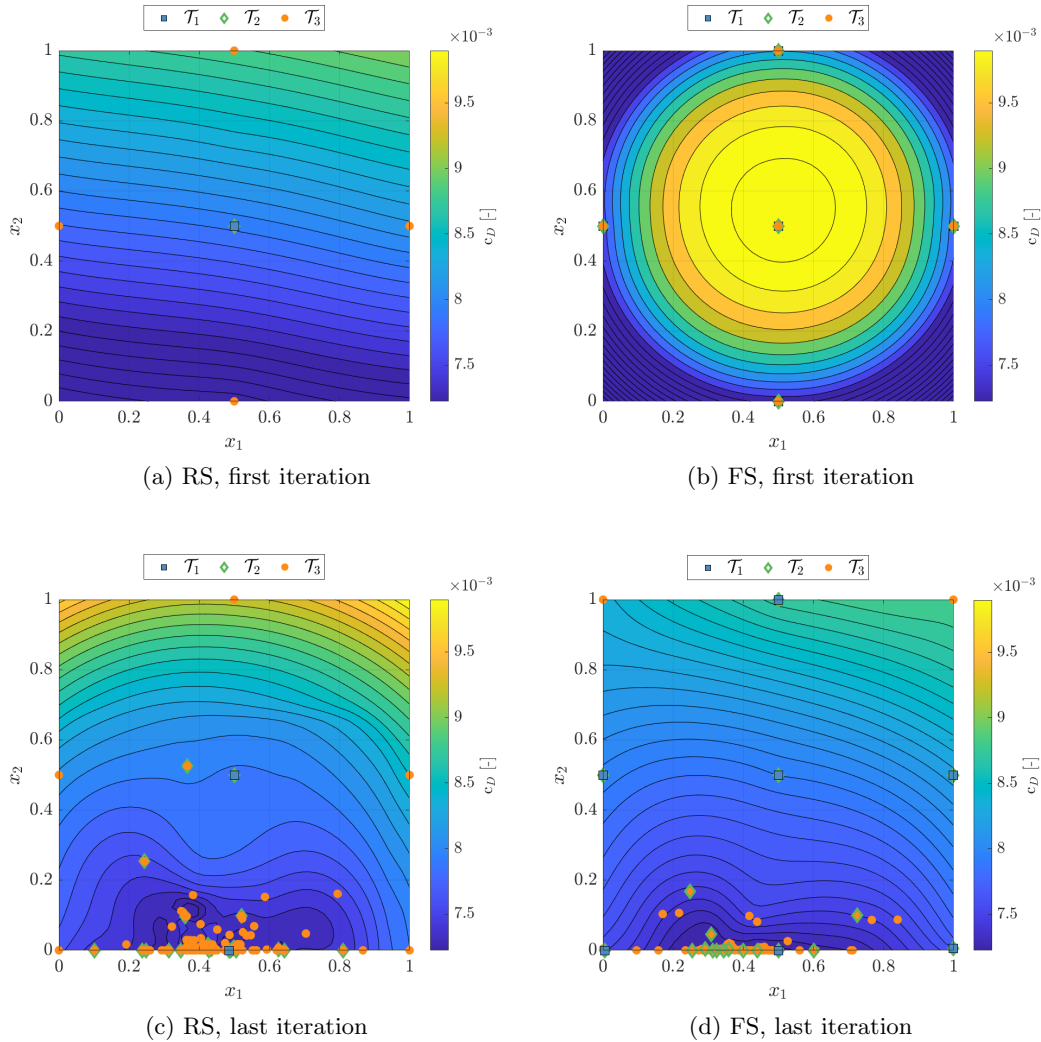 𝒯₁ 𝒯₂ 𝒯₃
𝒯₁ 𝒯₂ 𝒯₃
×10⁻³
1
0.8
0.6
0.4
0.2
0
x₂
0 0.2 0.4 0.6 0.8 1
x₁
9.5
9
8.5
8
7.5
c_D [-]
×10⁻³
1
0.8
0.6
0.4
0.2
0
x₂
0 0.2 0.4 0.6 0.8 1
x₁
9.5
9
8.5
8
7.5
c_D [-]
(a) RS, first iteration
(b) FS, first iteration
𝒯₁ 𝒯₂ 𝒯₃
𝒯₁ 𝒯₂ 𝒯₃
×10⁻³
1
0.8
0.6
0.4
0.2
0
x₂
0 0.2 0.4 0.6 0.8 1
x₁
9.5
9
8.5
8
7.5
c_D [-]
×10⁻³
1
0.8
0.6
0.4
0.2
0
x₂
0 0.2 0.4 0.6 0.8 1
x₁
9.5
9
8.5
8
7.5
c_D [-]
(c) RS, last iteration
(d) FS, last iteration